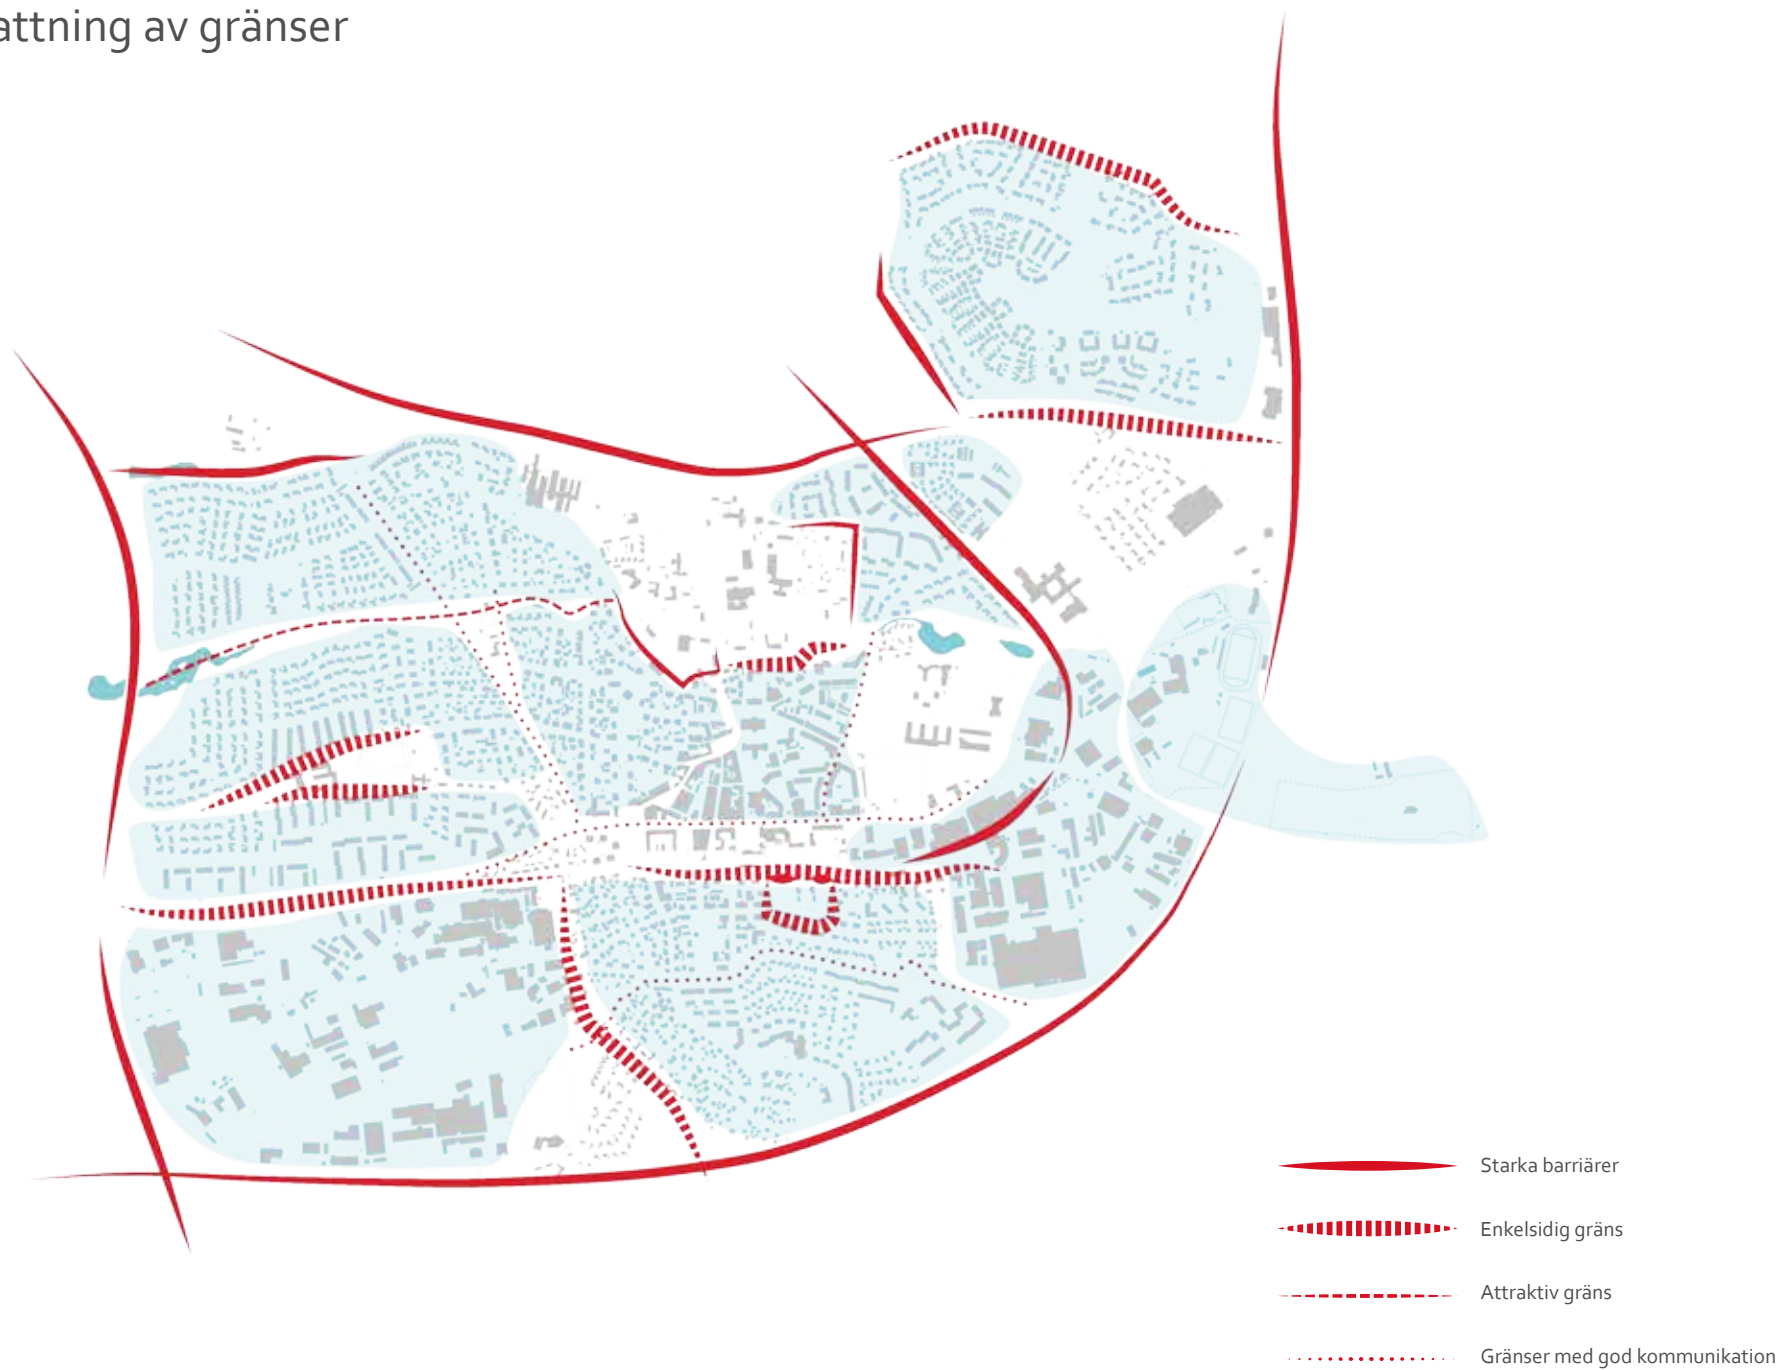 attning av gränser
Starka barriärer
Enkelsidig gräns
Attraktiv gräns
Gränser med god kommunikation